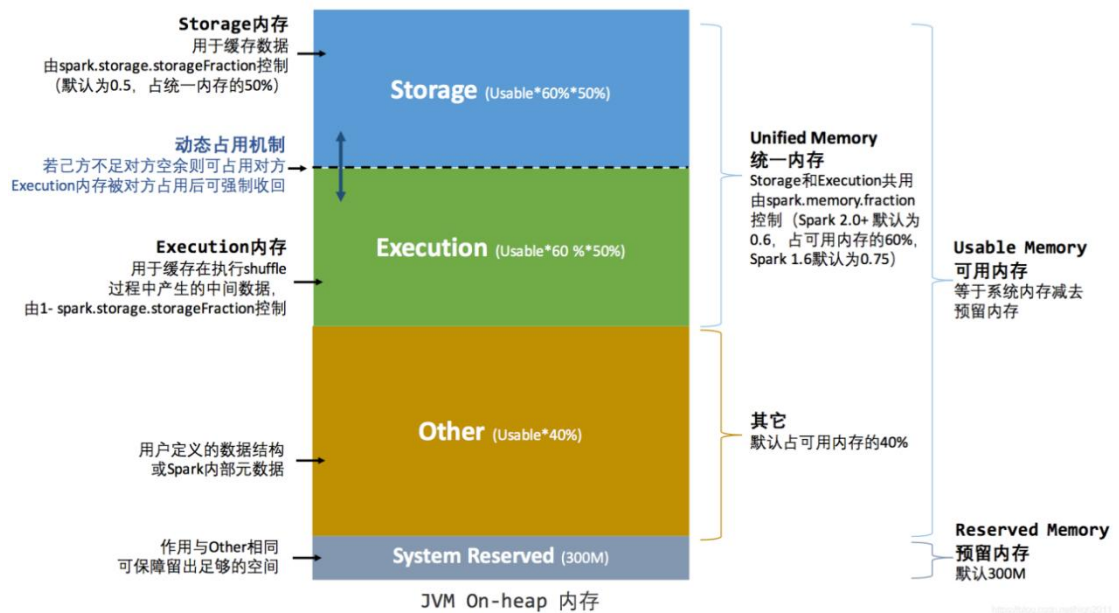 Storage内存
用于缓存数据
由spark.storage.storageFraction控制
(默认为0.5，占统一内存的50%)
动态占用机制
若己方不足对方空余则可占用对方
Execution内存被对方占用后可强制收回
Execution内存
用于缓存在执行shuffle
过程中产生的中间数据，
由1- spark.storage.storageFraction控制
用户定义的数据结构
或Spark内部元数据
作用与Other相同
可保障留出足够的空间
Storage (Usable*60%*50%)
Execution (Usable*60 %*50%)
Other (Usable*40%)
System Reserved (300M)
JVM On-heap 内存
Unified Memory
统一内存
Storage和Execution共用
由spark.memory.fraction
控制（Spark 2.0+ 默认为
0.6，占可用内存的60%，
Spark 1.6默认为0.75）
其它
默认占可用内存的40%
Usable Memory
可用内存
等于系统内存减去
预留内存
Reserved Memory
预留内存
默认300M